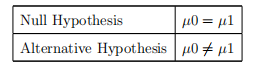 Null Hypothesis μ0 = μ1
Alternative Hypothesis μ0 ≠ μ1